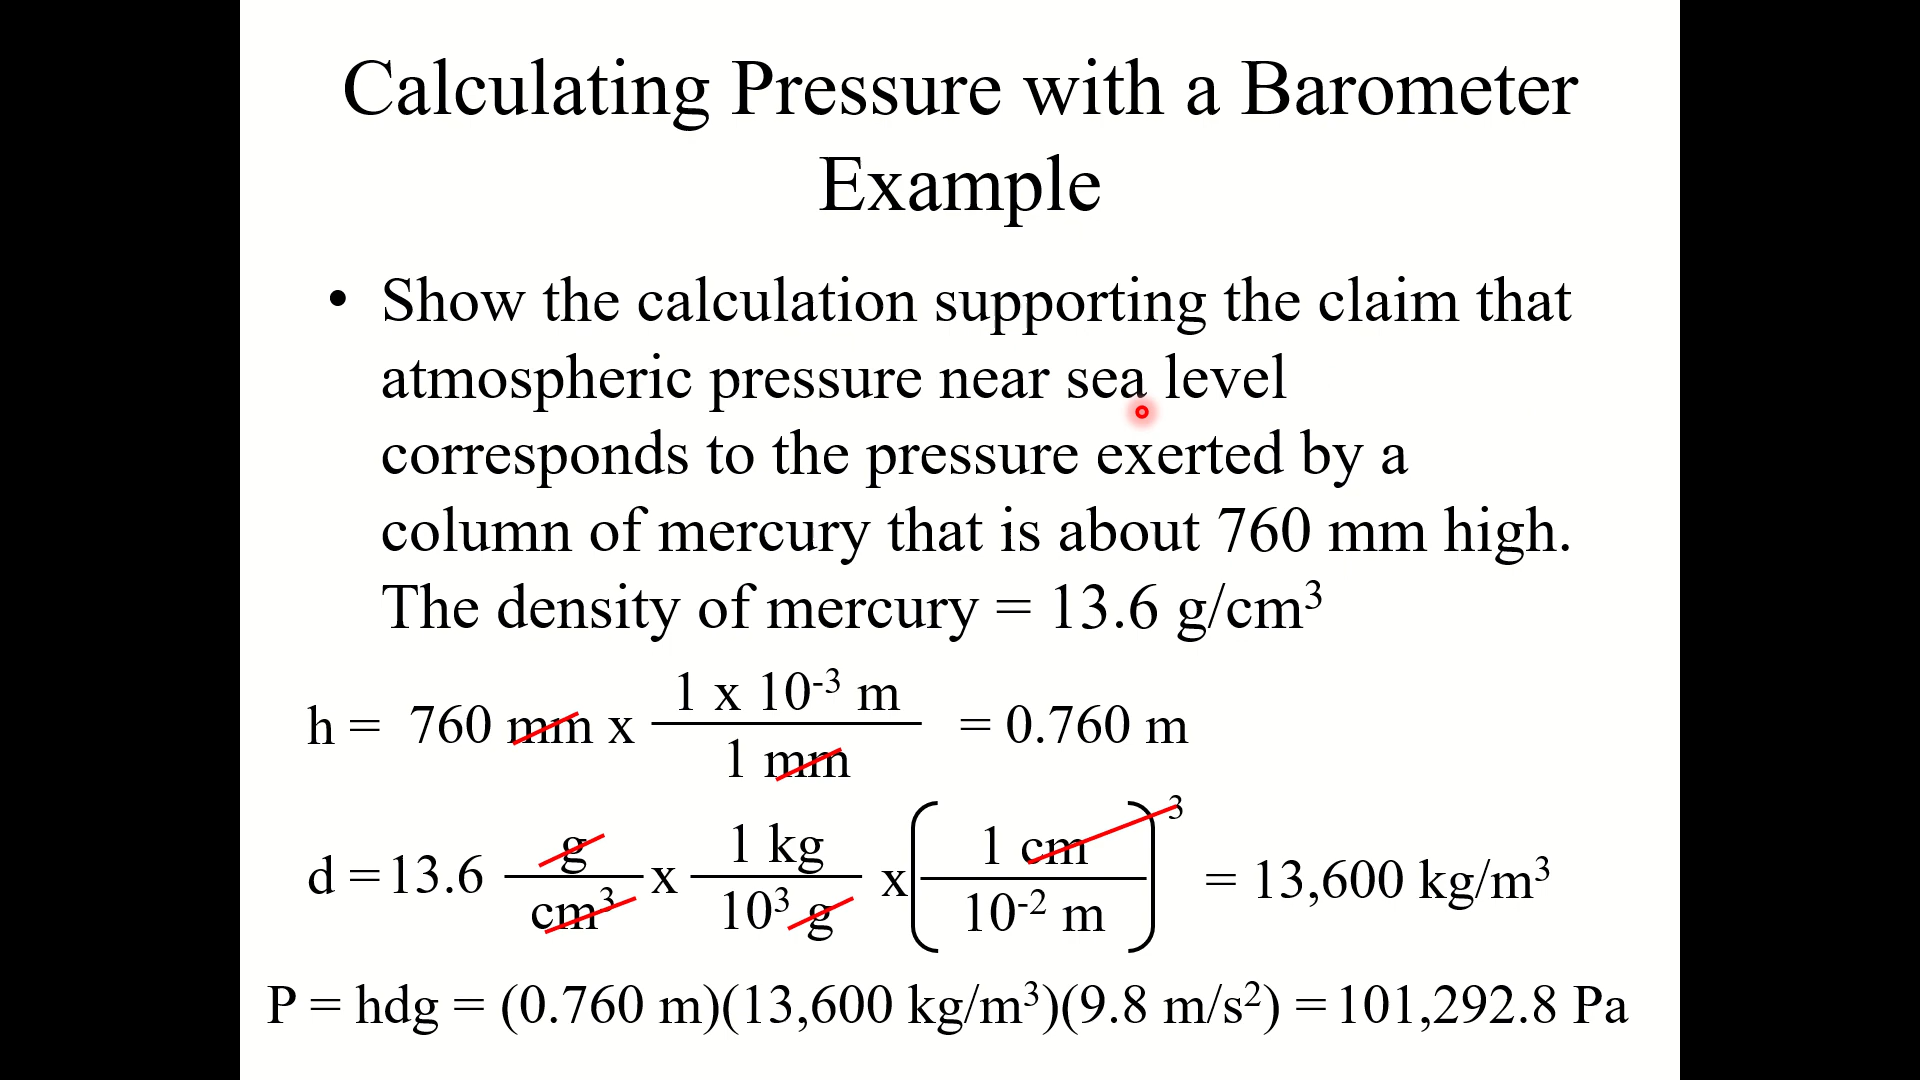 Calculating Pressure with a Barometer
Example
• Show the calculation supporting the claim that
atmospheric pressure near sea level
corresponds to the pressure exerted by a
column of mercury that is about 760 mm high.
The density of mercury = 13.6 g/cm³
h = 760 mm x (1 x 10⁻³ m / 1 mm) = 0.760 m
d = 13.6 g/cm³ x (1 kg / 10³ g) x (1 cm / 10⁻² m)³ = 13,600 kg/m³
P = hdg = (0.760 m)(13,600 kg/m³)(9.8 m/s²) = 101,292.8 Pa